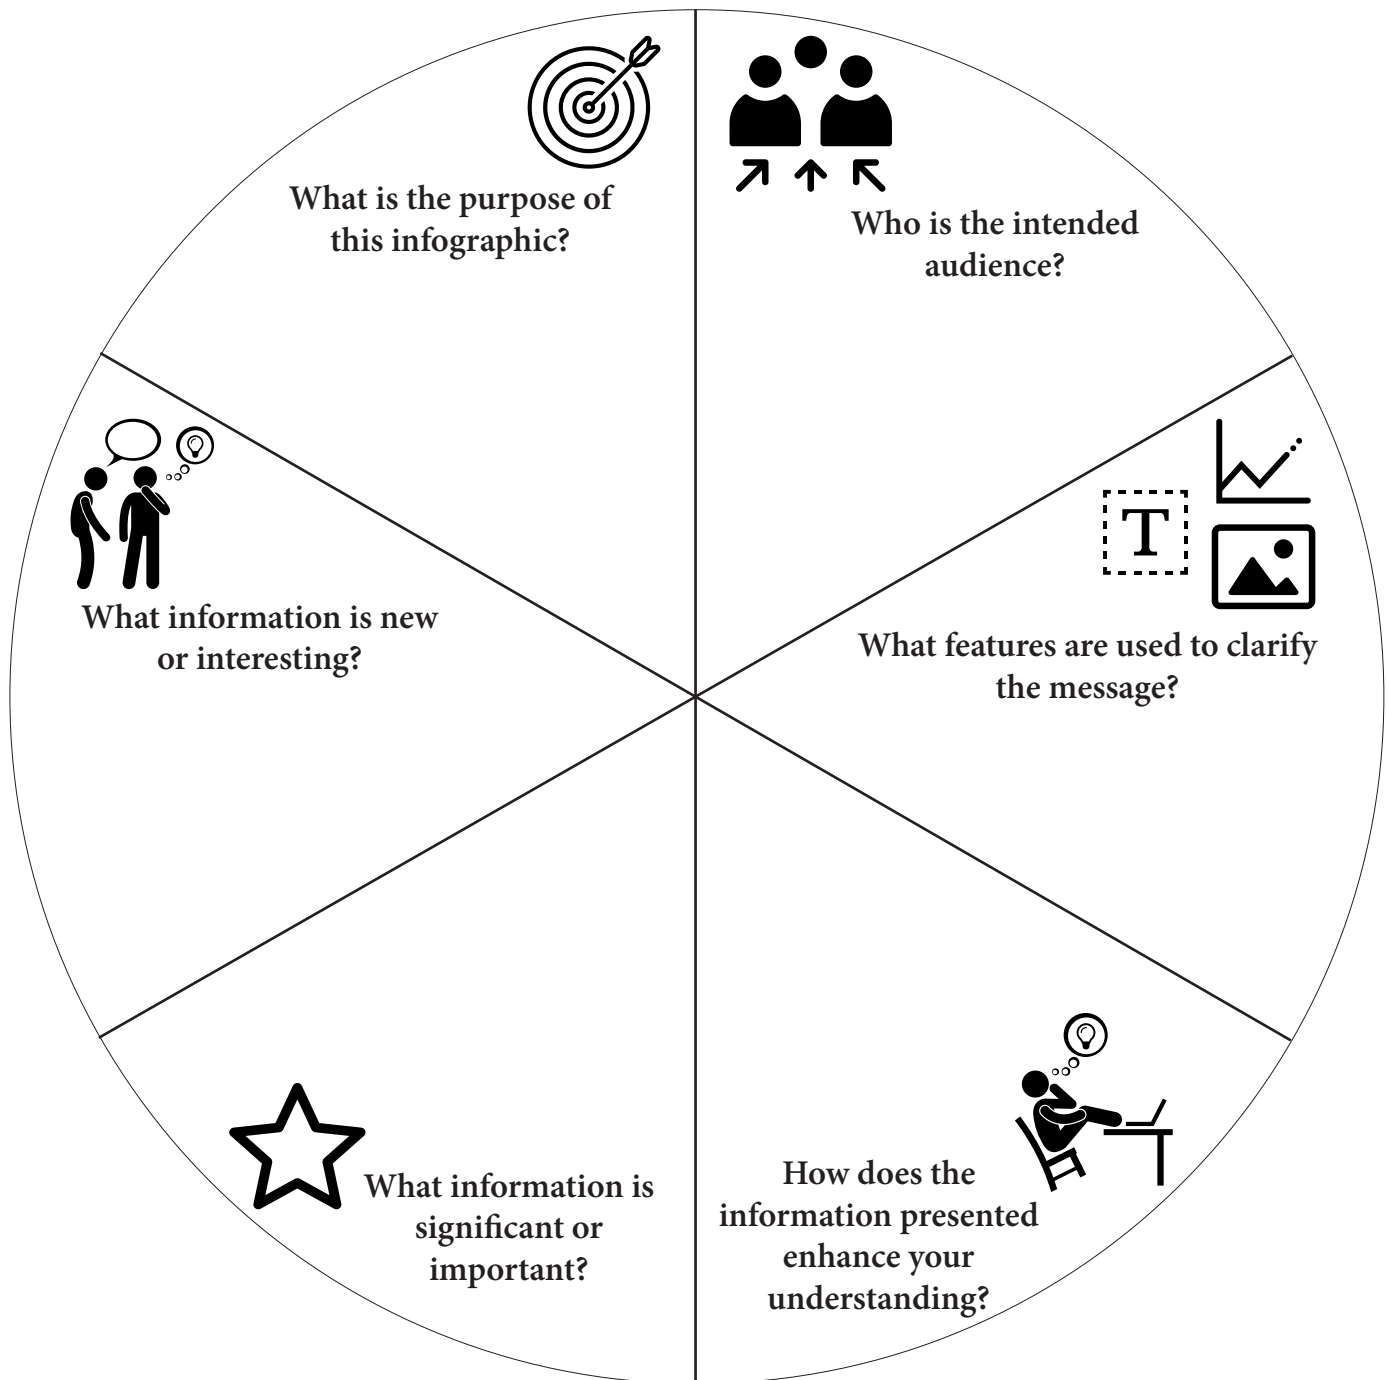 What is the purpose of
this infographic?
Who is the intended
audience?
What information is new
or interesting?
T
What features are used to clarify
the message?
What information is
significant or
important?
How does the
information presented
enhance your
understanding?